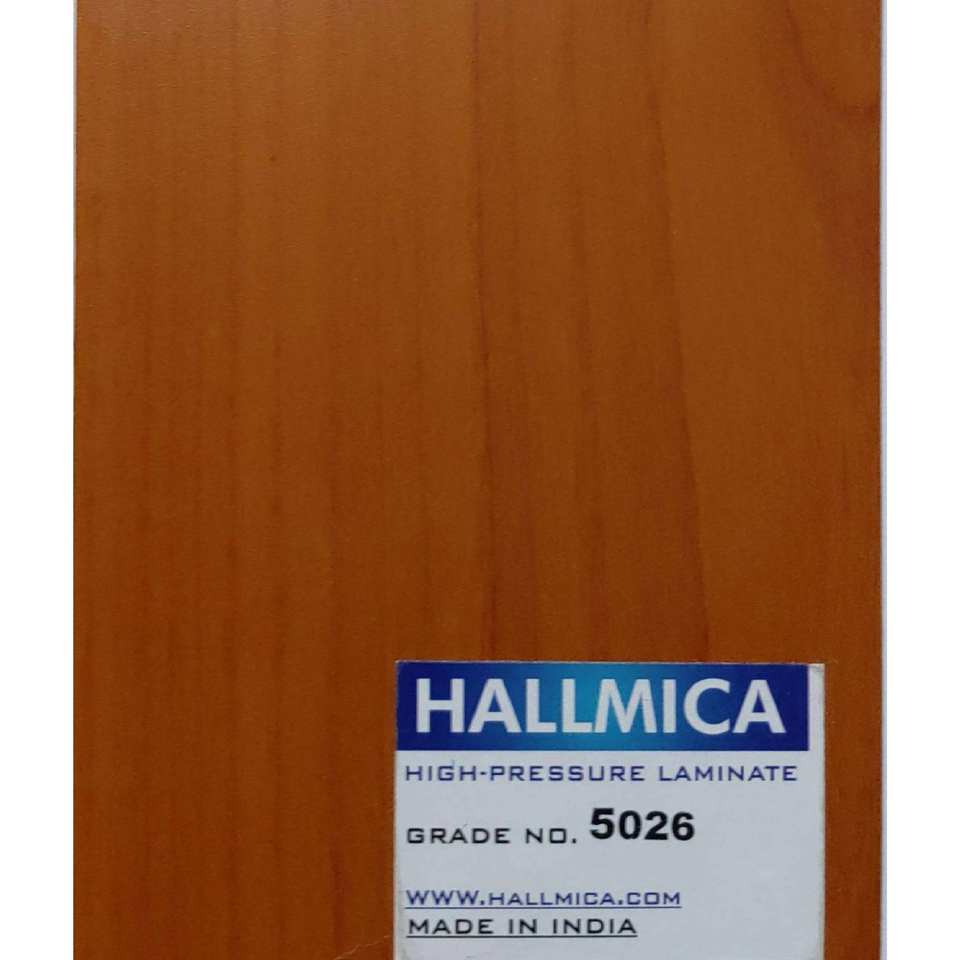 HALLMICA
HIGH-PRESSURE LAMINATE
GRADE NO. 5026
WWW.HALLMICA.COM
MADE IN INDIA